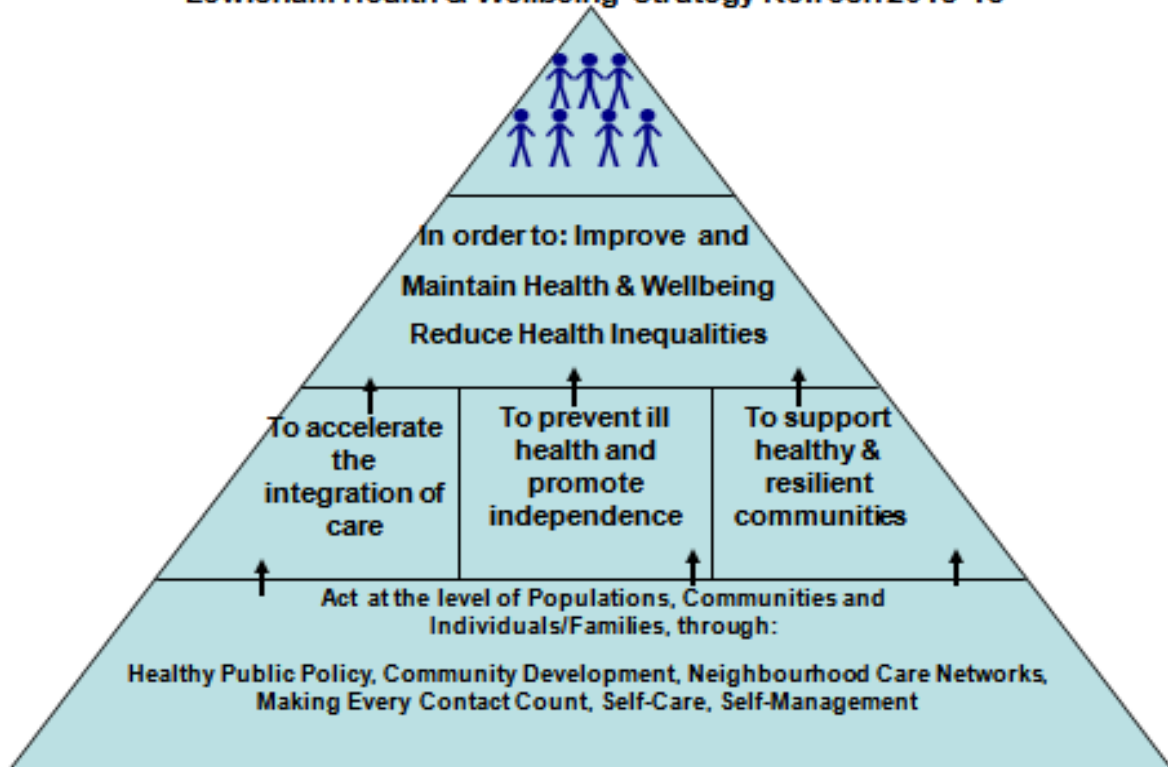 Lewisham Health & Wellbeing Strategy Refresh
In order to: Improve and
Maintain Health & Wellbeing
Reduce Health Inequalities
To accelerate
the
integration of
care
To prevent ill
health and
promote
independence
To support
healthy &
resilient
communities
Act at the level of Populations, Communities and
Individuals/Families, through:
Healthy Public Policy, Community Development, Neighbourhood Care Networks,
Making Every Contact Count, Self-Care, Self-Management